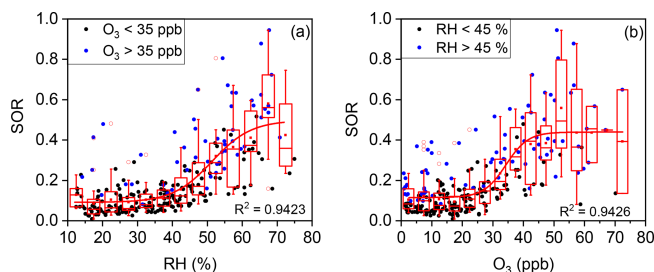 (a)
O₃ < 35 ppb
O₃ > 35 ppb
SOR
1.0
0.8
0.6
0.4
0.2
0.0
R² = 0.9423
10 20 30 40 50 60 70 80
RH (%)
(b)
RH < 45 %
RH > 45 %
SOR
1.0
0.8
0.6
0.4
0.2
0.0
R² = 0.9426
0 10 20 30 40 50 60 70 80
O₃ (ppb)